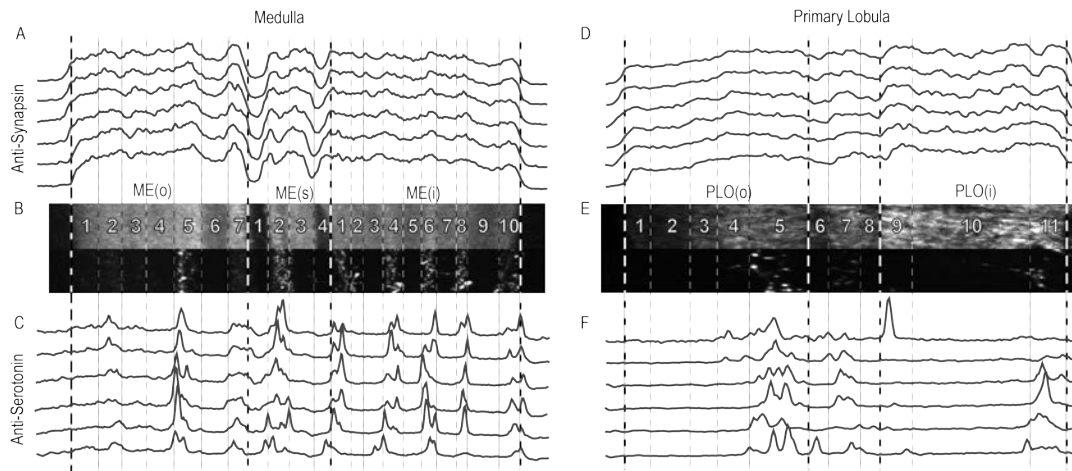 Medulla
Primary Lobula
A
D
Anti-Synapsin
ME(o)
ME(s)
ME(i)
PLO(o)
PLO(i)
B
1 2 3 4 5 6 7 1 2 3 4 1 2 3 4 5 6 7 8 9 10
E
1 2 3 4 5 6 7 8 9 10 11
C
F
Anti-Serotonin